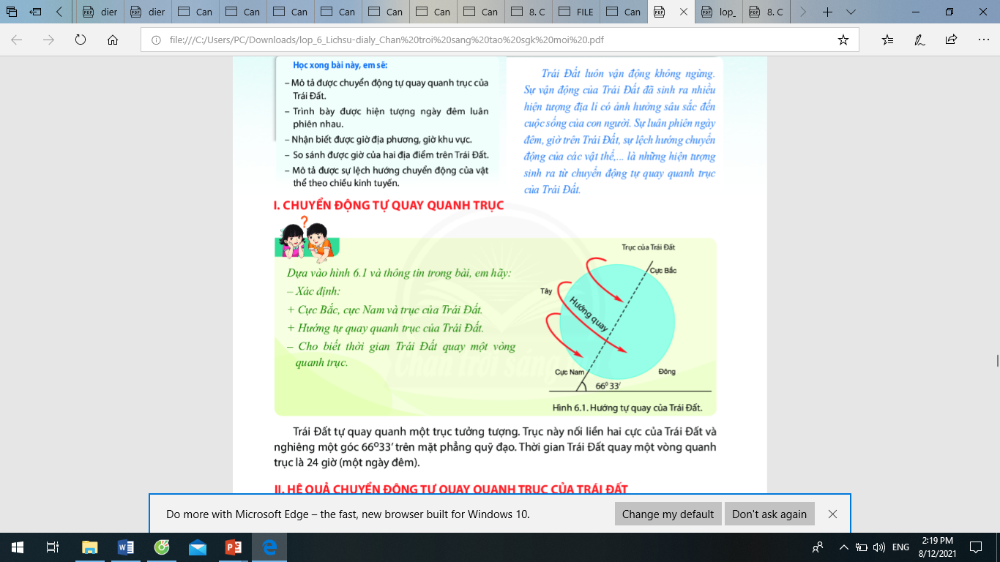 dier
dier
Can
Can
Can
Can
Can
Can
Can
8. C
FILE
Can
lop_
8. C
file:///C:/Users/PC/Downloads/lop_6_Lichsu-dialy_Chan%20troi%20sang%20tao%20sgk%20moi%20.pdf
Học xong bài này, em sẽ:
– Mô tả được chuyển động tự quay quanh trục của
Trái Đất.
– Trình bày được hiện tượng ngày đêm luân
phiên nhau.
– Nhận biết được giờ địa phương, giờ khu vực.
– So sánh được giờ của hai địa điểm trên Trái Đất.
– Mô tả được sự lệch hướng chuyển động của vật
thể theo chiều kinh tuyến.
Trái Đất luôn vận động không ngừng.
Sự vận động của Trái Đất đã sinh ra nhiều
hiện tượng địa lí có ảnh hưởng sâu sắc đến
cuộc sống của con người. Sự luân phiên ngày
đêm, giờ trên Trái Đất, sự lệch hướng chuyển
động của các vật thể,... là những hiện tượng
sinh ra từ chuyển động tự quay quanh trục
của Trái Đất.
I. CHUYỂN ĐỘNG TỰ QUAY QUANH TRỤC
?
Dựa vào hình 6.1 và thông tin trong bài, em hãy:
– Xác định:
+ Cực Bắc, cực Nam và trục của Trái Đất.
+ Hướng tự quay quanh trục của Trái Đất.
– Cho biết thời gian Trái Đất quay một vòng
quanh trục.
Trục của Trái Đất
Cực Bắc
Tây
Hướng quay
Cực Nam
Đông
66⁰ 33′
Hình 6.1. Hướng tự quay của Trái Đất.
Chân trời sáng tạo
Trái Đất tự quay quanh một trục tưởng tượng. Trục này nối liền hai cực của Trái Đất và
nghiêng một góc 66⁰33’ trên mặt phẳng quỹ đạo. Thời gian Trái Đất quay một vòng quanh
trục là 24 giờ (một ngày đêm).
II. HỆ QUẢ CHUYỂN ĐỘNG TỰ QUAY QUANH TRỤC CỦA TRÁI ĐẤT
Do more with Microsoft Edge – the fast, new browser built for Windows 10.
Change my default
Don't ask again
ENG
2:19 PM
8/12/2021